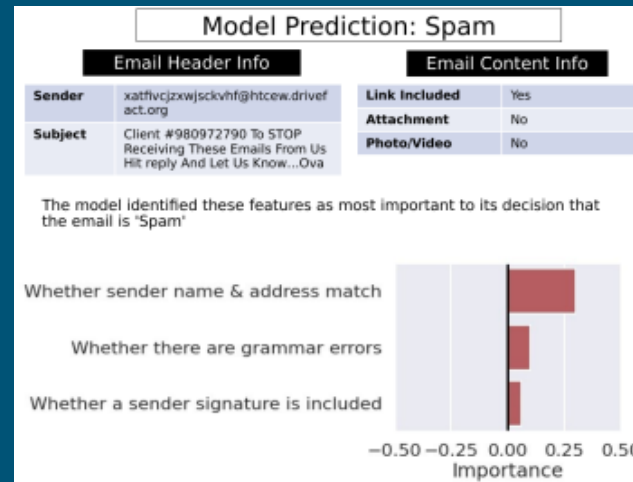 Model Prediction: Spam
Email Header Info
Sender xatfivcjzxwjsckvhf@htcew.drivef
act.org
Subject Client #980972790 To STOP
Receiving These Emails From Us
Hit reply And Let Us Know...Ova
Email Content Info
Link Included Yes
Attachment No
Photo/Video No
The model identified these features as most important to its decision that
the email is 'Spam'
Whether sender name & address match
Whether there are grammar errors
Whether a sender signature is included
−0.50 −0.25 0.00 0.25 0.50
Importance